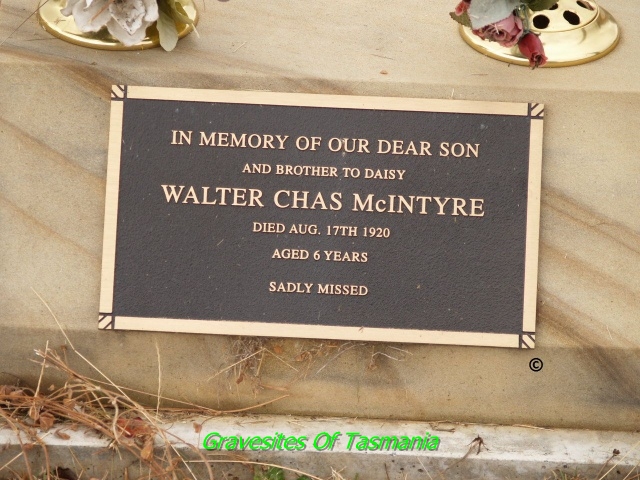 IN MEMORY OF OUR DEAR SON
AND BROTHER TO DAISY
WALTER CHAS McINTYRE
DIED AUG. 17TH 1920
AGED 6 YEARS
SADLY MISSED
©
Gravesites Of Tasmania